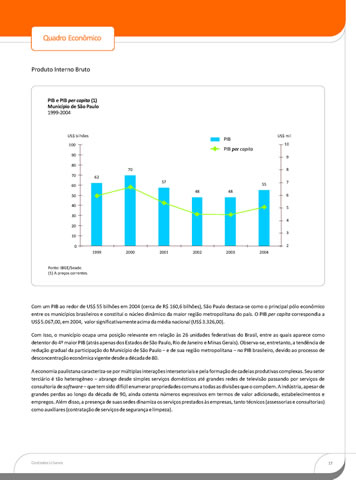 Quadro Econômico
Produto Interno Bruto
PIB e PIB per capita (1)
Município de São Paulo
1999-2004
US$ bilhões
US$ mil
PIB
PIB per capita
100
90
80
70
60
50
40
30
20
10
0
10
9
8
7
6
5
4
3
2
62
70
57
48
48
55
1999 2000 2001 2002 2003 2004
Fonte: IBGE/Seade
(1) A preços correntes.
Com um PIB ao redor de US$ 55 bilhões em 2004 (cerca de R$ 160,6 bilhões), São Paulo destaca-se como o principal pólo econômico
entre os municípios brasileiros e constitui o núcleo dinâmico da maior região metropolitana do país. O PIB per capita correspondia a
US$ 5.067,00, em 2004, valor significativamente acima da média nacional (US$ 3.326,00).
Com isso, o município ocupa uma posição relevante em relação às 26 unidades federativas do Brasil, entre as quais aparece como
detentor do 4º maior PIB (atrás apenas dos Estados de São Paulo, Rio de Janeiro e Minas Gerais). Observa-se, entretanto, a tendência de
redução gradual da participação do Município de São Paulo – e de sua região metropolitana – no PIB brasileiro, devido ao processo de
desconcentração econômica vigente desde a década de 80.
A economia paulistana caracteriza-se por múltiplas interações intersetoriais e pela formação de cadeias produtivas complexas. Seu setor
terciário é tão heterogêneo – abrange desde simples serviços domésticos até grandes redes de televisão passando por serviços de
consultoria de software – que tem sido difícil enumerar propriedades comuns a todas as divisões que o compõem. A indústria, apesar de
grandes perdas ao longo da década de 90, ainda ostenta números expressivos em termos de valor adicionado, estabelecimentos e
empregos. Além disso, a presença de suas sedes dinamiza os serviços prestados às empresas, tanto técnicos (assessorias e consultorias)
como auxiliares (contratação de serviços de segurança e limpeza).
17